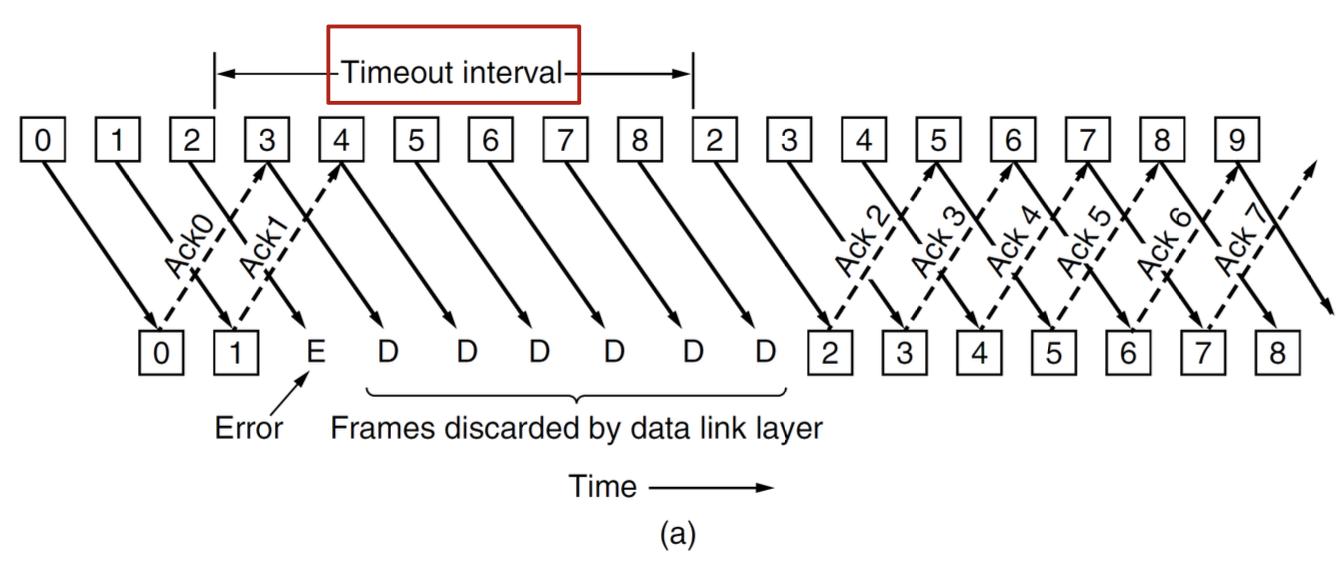 Timeout interval
0 1 2 3 4 5 6 7 8 2 3 4 5 6 7 8 9
Ack0 Ack1 Ack 2 Ack 3 Ack 4 Ack 5 Ack 6 Ack 7
0 1 E D D D D D D 2 3 4 5 6 7 8
Error Frames discarded by data link layer
Time
(a)